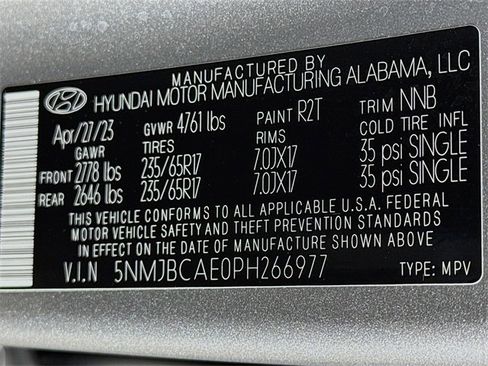 MANUFACTURED BY
HYUNDAI MOTOR MANUFACTURING ALABAMA, LLC
Apr/27/23 GVWR 4761 lbs PAINT R2T TRIM NNB
GAWR TIRES RIMS COLD TIRE INFL
FRONT 2778 lbs 235/65R17 7.0JX17 35 psi SINGLE
REAR 2646 lbs 235/65R17 7.0JX17 35 psi SINGLE
THIS VEHICLE CONFORMS TO ALL APPLICABLE U.S.A. FEDERAL
MOTOR VEHICLE SAFETY AND THEFT PREVENTION STANDARDS
IN EFFECT ON THE DATE OF MANUFACTURE SHOWN ABOVE.
V.I.N 5NMJBCAE0PH266977 TYPE: MPV